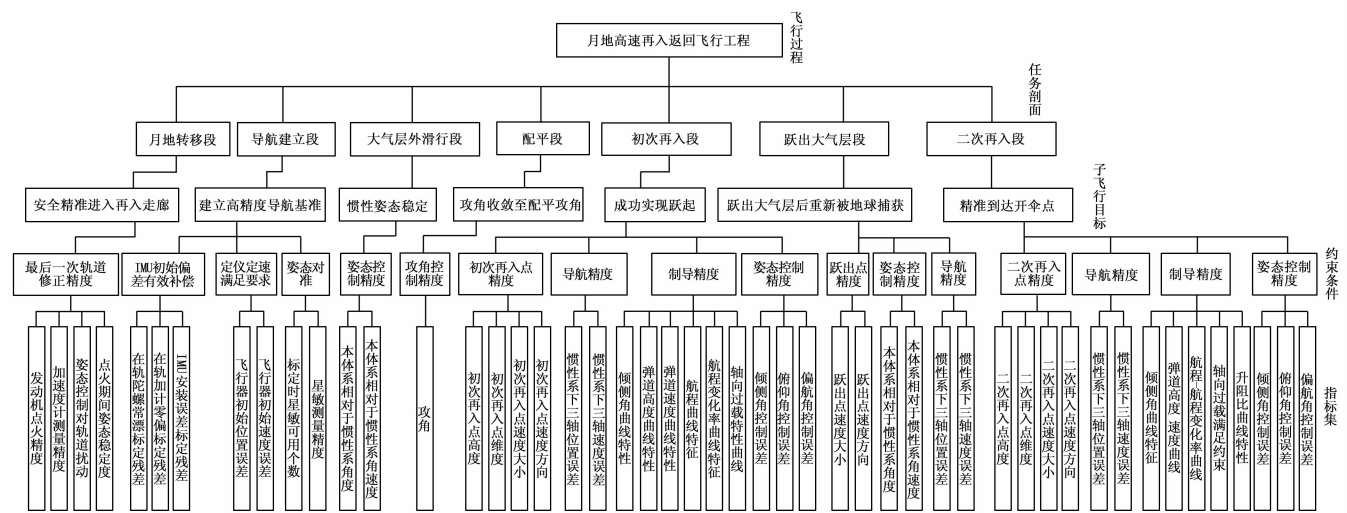 月地高速再入返回飞行工程
飞行过程
任务剖面
月地转移段
导航建立段
大气层外滑行段
配平段
初次再入段
跃出大气层段
二次再入段
子飞行目标
安全精准进入再入走廊
建立高精度导航基准
惯性姿态稳定
攻角收敛至配平攻角
成功实现跃起
跃出大气层后重新被地球捕获
精准到达开伞点
约束条件
最后一次轨道
修正精度
IMU初始偏
差有效补偿
定仪定速
满足要求
姿态对
准
姿态控
制精度
攻角控
制精度
初次再入点
精度
导航精度
制导精度
姿态控制
精度
跃出点
精度
姿态控
制精度
导航
精度
二次再入
点精度
导航精度
制导精度
姿态控制
精度
指标集
发动机点火精度
加速度计测量精度
姿态控制对轨道扰动
点火期间姿态稳定度
在轨陀螺常漂标定残差
在轨加计零偏标定残差
IMU安装误差标定残差
飞行器初始位置误差
飞行器初始速度误差
标定时星敏可用个数
星敏测量精度
本体系相对于惯性系角度
本体系相对于惯性系角速度
攻角
初次再入点高度
初次再入点维度
初次再入点速度大小
初次再入点速度方向
惯性系下三轴位置误差
惯性系下三轴速度误差
倾侧角曲线特性
弹道高度曲线特性
弹道速度曲线特性
航程曲线特征
航程变化率曲线特征
轴向过载特性曲线
倾侧角控制误差
俯仰角控制误差
偏航角控制误差
跃出点速度大小
跃出点速度方向
本体系相对于惯性系角度
本体系相对于惯性系角速度
惯性系下三轴位置误差
惯性系下三轴速度误差
二次再入点高度
二次再入点维度
二次再入点速度大小
二次再入点速度方向
惯性系下三轴位置误差
惯性系下三轴速度误差
倾侧角曲线特征
弹道高度-速度曲线
航程-航程变化率曲线
轴向过载满足约束
升阻比曲线特性
倾侧角控制误差
俯仰角控制误差
偏航角控制误差